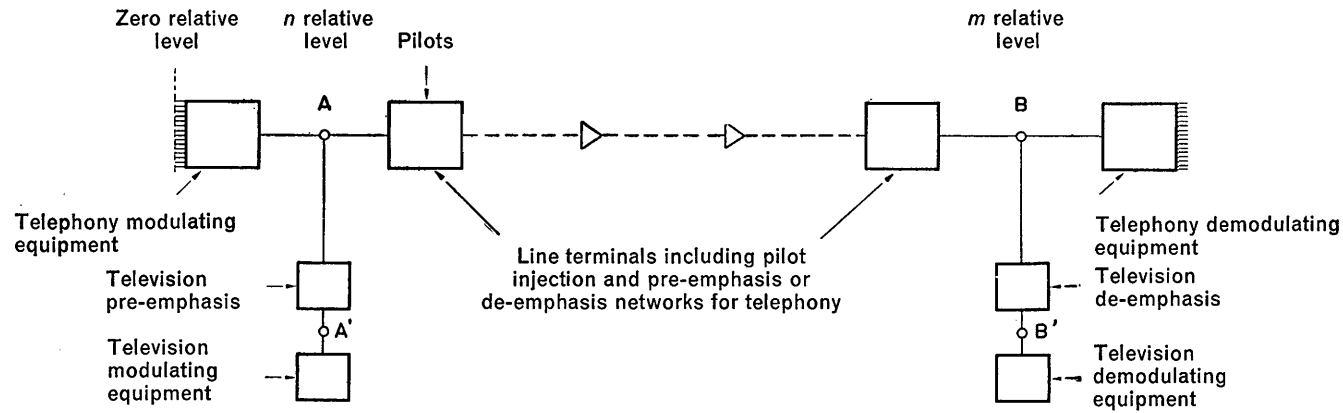 Zero relative
level
n relative
level
Pilots
m relative
level
A
B
Telephony modulating
equipment
Line terminals including pilot
injection and pre-emphasis or
de-emphasis networks for telephony
Telephony demodulating
equipment
Television
pre-emphasis
Television
de-emphasis
A'
B'
Television
modulating
equipment
Television
demodulating
equipment